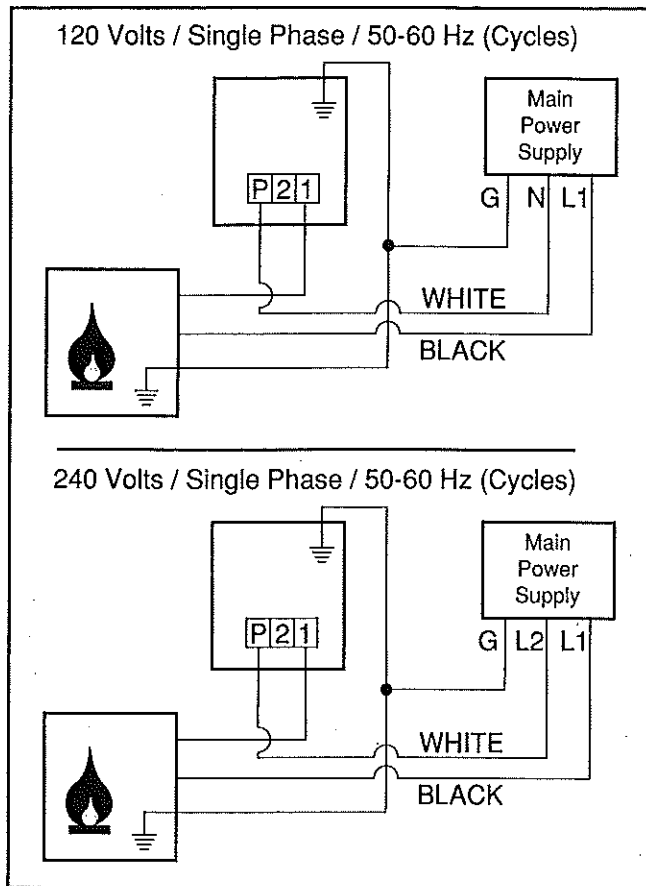 120 Volts / Single Phase / 50-60 Hz (Cycles)
Main
Power
Supply
P 2 1
G N L1
WHITE
BLACK
240 Volts / Single Phase / 50-60 Hz (Cycles)
Main
Power
Supply
P 2 1
G L2 L1
WHITE
BLACK